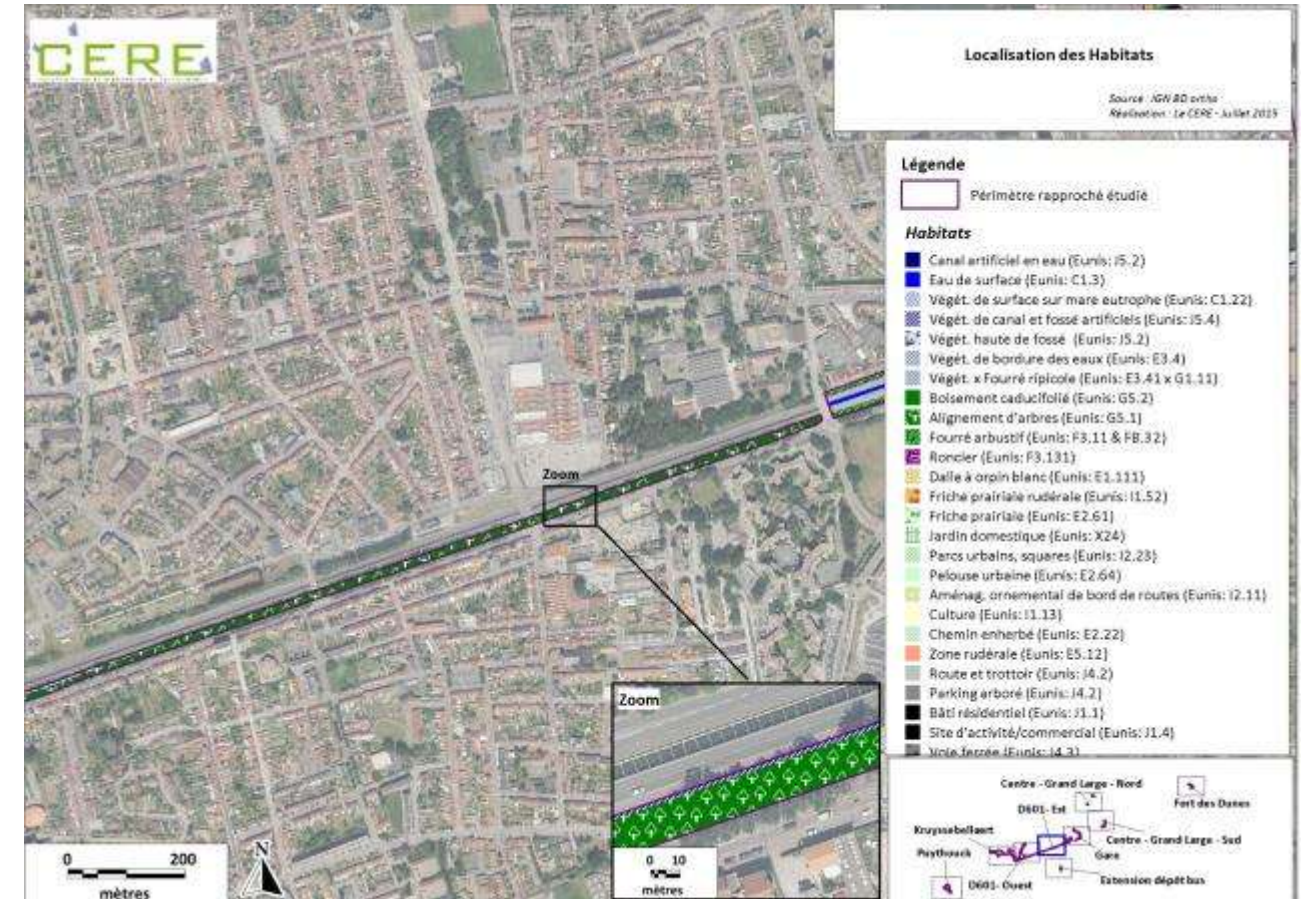 CERE
Localisation des Habitats
Source : IGN BD ortho
Réalisation : Le CERE - Juillet 2015
Légende
Périmètre rapproché étudié
Habitats
Canal artificiel en eau (Eunis: J5.2)
Eau de surface (Eunis: C1.3)
Végét. de surface sur mare eutrophe (Eunis: C1.22)
Végét. de canal et fossé artificiels (Eunis: J5.4)
Végét. haute de fossé (Eunis: J5.2)
Végét. de bordure des eaux (Eunis: E3.4)
Végét. x Fourré ripicole (Eunis: E3.41 x G1.11)
Boisement caducifolié (Eunis: G5.2)
Alignement d'arbres (Eunis: G5.1)
Fourré arbustif (Eunis: F3.11 & FB.32)
Roncier (Eunis: F3.131)
Dalle à orpin blanc (Eunis: E1.111)
Friche prairiale rudérale (Eunis: I1.52)
Friche prairiale (Eunis: E2.61)
Jardin domestique (Eunis: X24)
Parcs urbains, squares (Eunis: I2.23)
Pelouse urbaine (Eunis: E2.64)
Aménag. ornemental de bord de routes (Eunis: I2.11)
Culture (Eunis: I1.13)
Chemin enherbé (Eunis: E2.22)
Zone rudérale (Eunis: E5.12)
Route et trottoir (Eunis: J4.2)
Parking arboré (Eunis: J4.2)
Bâti résidentiel (Eunis: J1.1)
Site d'activité/commercial (Eunis: J1.4)
Voie ferrée (Eunis: J4.3)
Zoom
Zoom
0 10
mètres
0 200
mètres
N
Centre - Grand Large - Nord
Fort des Dunes
D601- Est
Kruyssebellaert
Centre - Grand Large - Sud
Gare
Puythouck
D601- Ouest
Extension dépôt bus